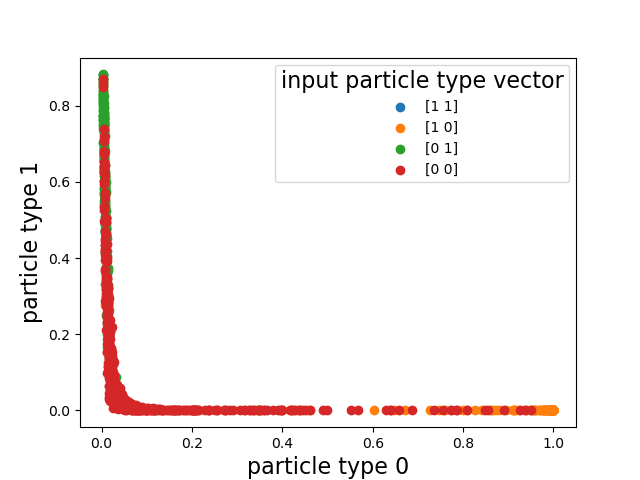 input particle type vector
[1 1]
[1 0]
[0 1]
[0 0]
particle type 1
0.8
0.6
0.4
0.2
0.0
0.0 0.2 0.4 0.6 0.8 1.0
particle type 0